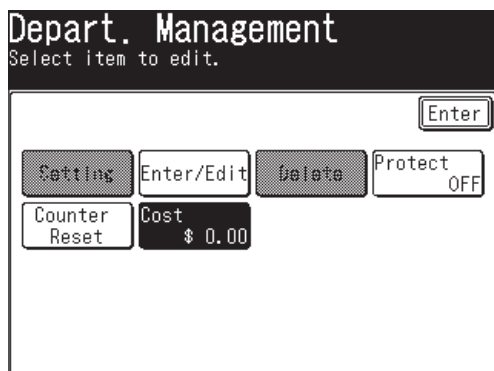 Depart. Management
Select item to edit.
Enter
Setting Enter/Edit Delete Protect OFF
Counter Reset Cost $ 0.00